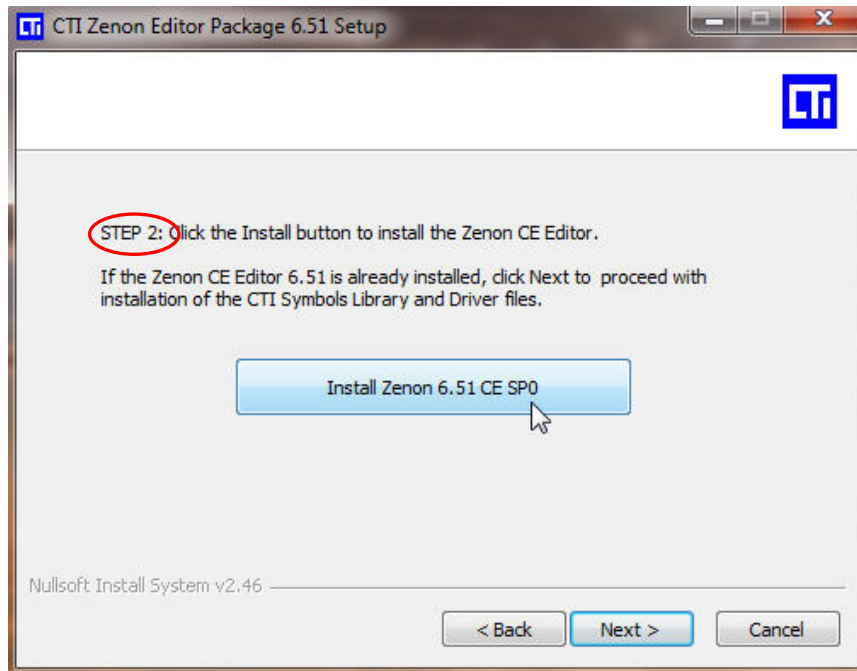 CTI Zenon Editor Package 6.51 Setup
CTi
STEP 2: Click the Install button to install the Zenon CE Editor.
If the Zenon CE Editor 6.51 is already installed, click Next to proceed with
installation of the CTI Symbols Library and Driver files.
Install Zenon 6.51 CE SP0
Nullsoft Install System v2.46
< Back Next > Cancel